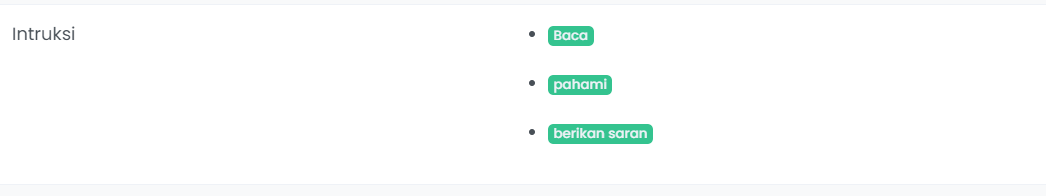 Intruksi
Baca
pahami
berikan saran